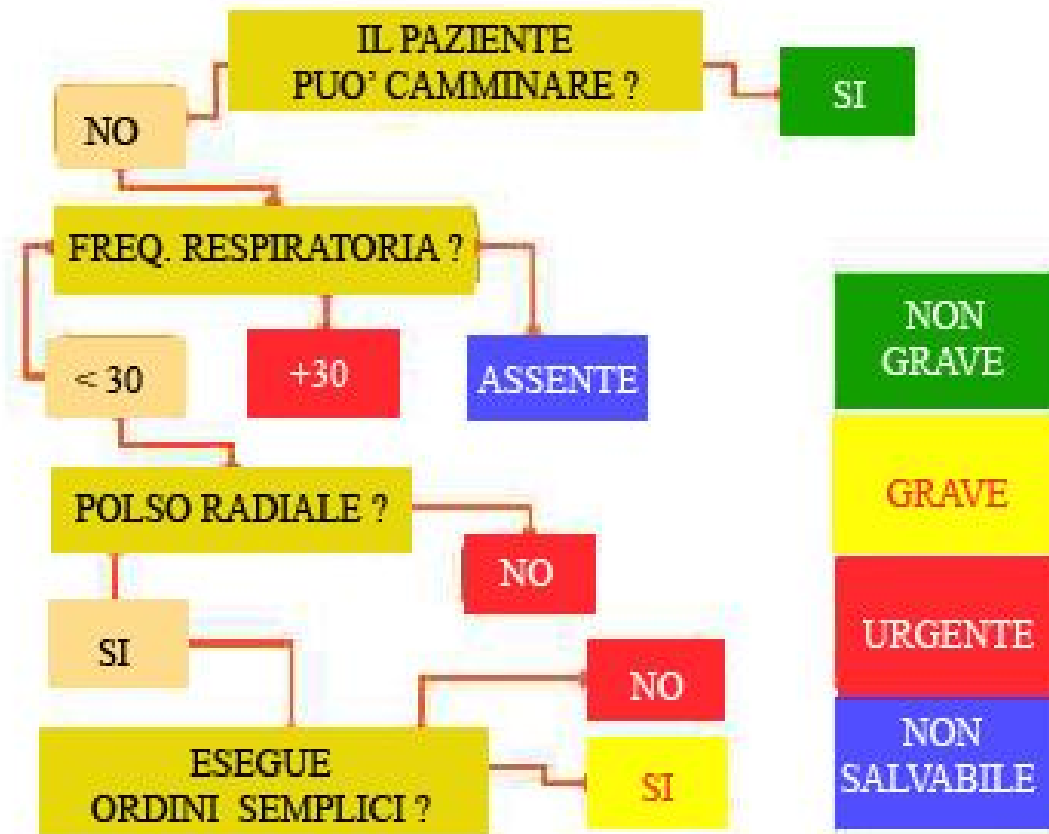 IL PAZIENTE
PUO' CAMMINARE ?
SI
NO
FREQ. RESPIRATORIA ?
< 30
+30
ASSENTE
POLSO RADIALE ?
NO
SI
NO
ESEGUE
ORDINI SEMPLICI ?
SI
NON
GRAVE
GRAVE
URGENTE
NON
SALVABILE